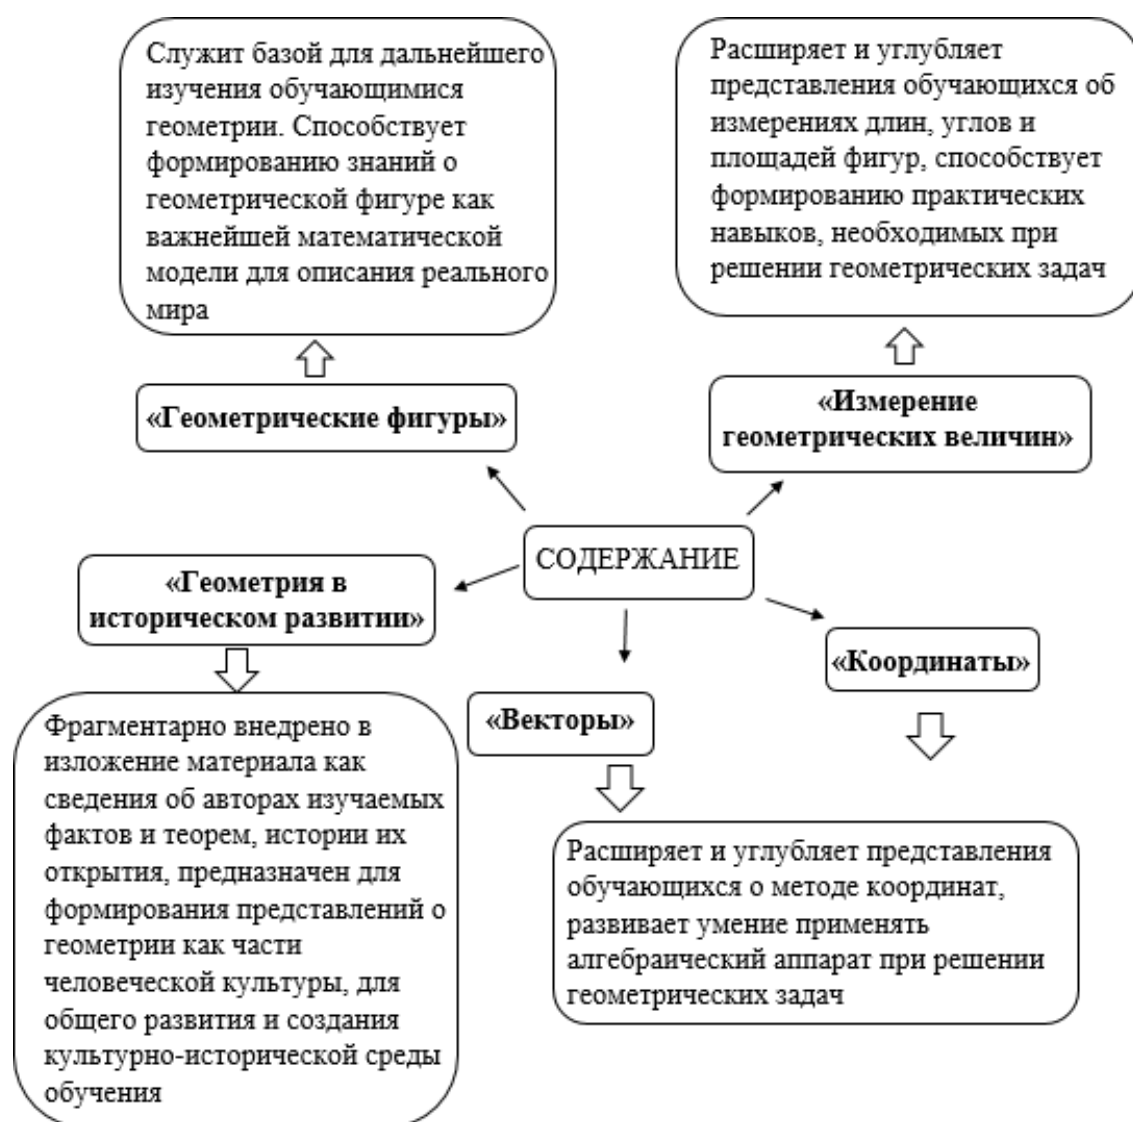 Служит базой для дальнейшего
изучения обучающимися
геометрии. Способствует
формированию знаний о
геометрической фигуре как
важнейшей математической
модели для описания реального
мира
Расширяет и углубляет
представления обучающихся об
измерениях длин, углов и
площадей фигур, способствует
формированию практических
навыков, необходимых при
решении геометрических задач
«Геометрические фигуры»
«Измерение
геометрических величин»
СОДЕРЖАНИЕ
«Геометрия в
историческом развитии»
«Координаты»
«Векторы»
Фрагментарно внедрено в
изложение материала как
сведения об авторах изучаемых
фактов и теорем, истории их
открытия, предназначен для
формирования представлений о
геометрии как части
человеческой культуры, для
общего развития и создания
культурно-исторической среды
обучения
Расширяет и углубляет представления
обучающихся о методе координат,
развивает умение применять
алгебраический аппарат при решении
геометрических задач